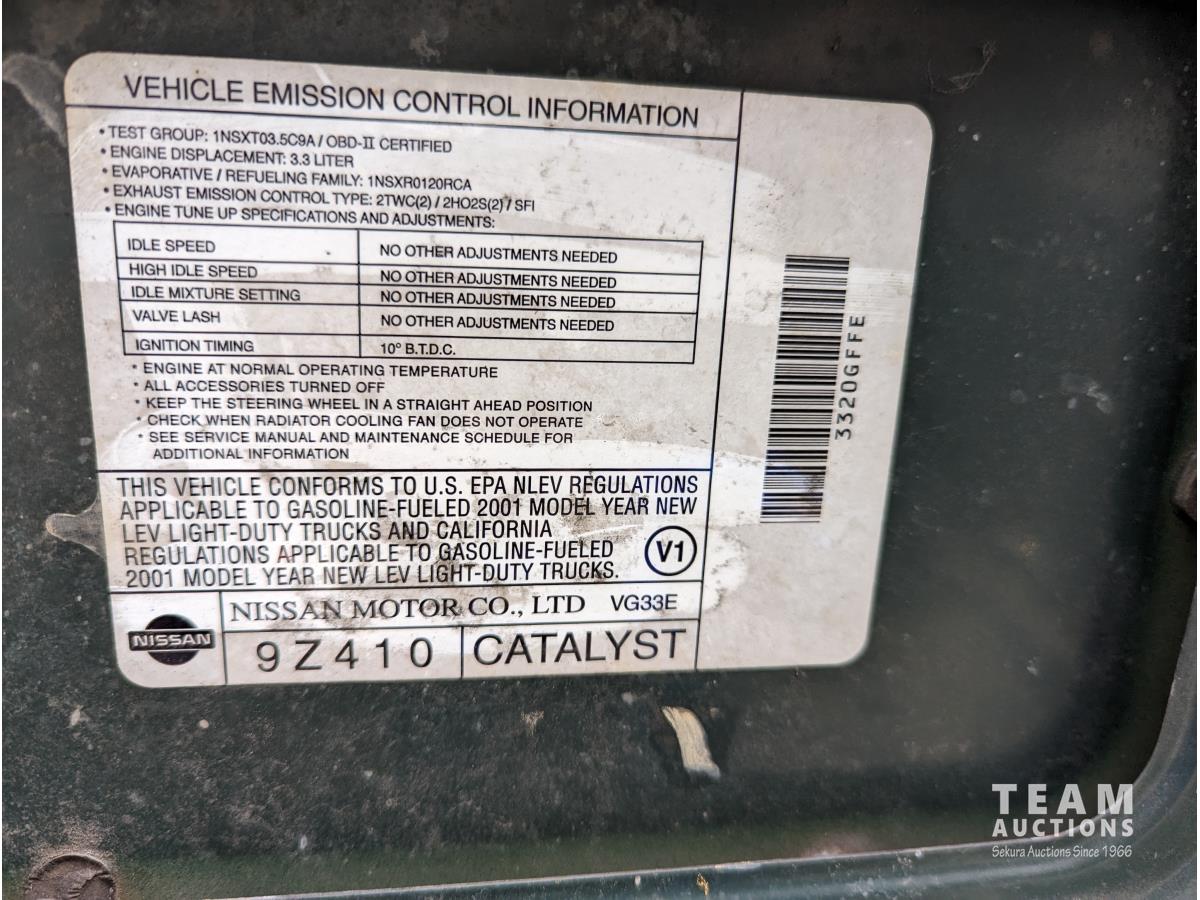 VEHICLE EMISSION CONTROL INFORMATION
• TEST GROUP: 1NSXT03.5C9A / OBD-II CERTIFIED
• ENGINE DISPLACEMENT: 3.3 LITER
• EVAPORATIVE / REFUELING FAMILY: 1NSXR0120RCA
• EXHAUST EMISSION CONTROL TYPE: 2TWC(2) / 2HO2S(2) / SFI
• ENGINE TUNE UP SPECIFICATIONS AND ADJUSTMENTS:
IDLE SPEED NO OTHER ADJUSTMENTS NEEDED
HIGH IDLE SPEED NO OTHER ADJUSTMENTS NEEDED
IDLE MIXTURE SETTING NO OTHER ADJUSTMENTS NEEDED
VALVE LASH NO OTHER ADJUSTMENTS NEEDED
IGNITION TIMING 10° B.T.D.C.
* ENGINE AT NORMAL OPERATING TEMPERATURE
* ALL ACCESSORIES TURNED OFF
* KEEP THE STEERING WHEEL IN A STRAIGHT AHEAD POSITION
* CHECK WHEN RADIATOR COOLING FAN DOES NOT OPERATE
* SEE SERVICE MANUAL AND MAINTENANCE SCHEDULE FOR
ADDITIONAL INFORMATION
THIS VEHICLE CONFORMS TO U.S. EPA NLEV REGULATIONS
APPLICABLE TO GASOLINE-FUELED 2001 MODEL YEAR NEW
LEV LIGHT-DUTY TRUCKS AND CALIFORNIA
REGULATIONS APPLICABLE TO GASOLINE-FUELED
2001 MODEL YEAR NEW LEV LIGHT-DUTY TRUCKS.
V1
NISSAN
NISSAN MOTOR CO., LTD VG33E
9Z410 CATALYST
3320GFFE
TEAM
AUCTIONS
Sekura Auctions Since 1966